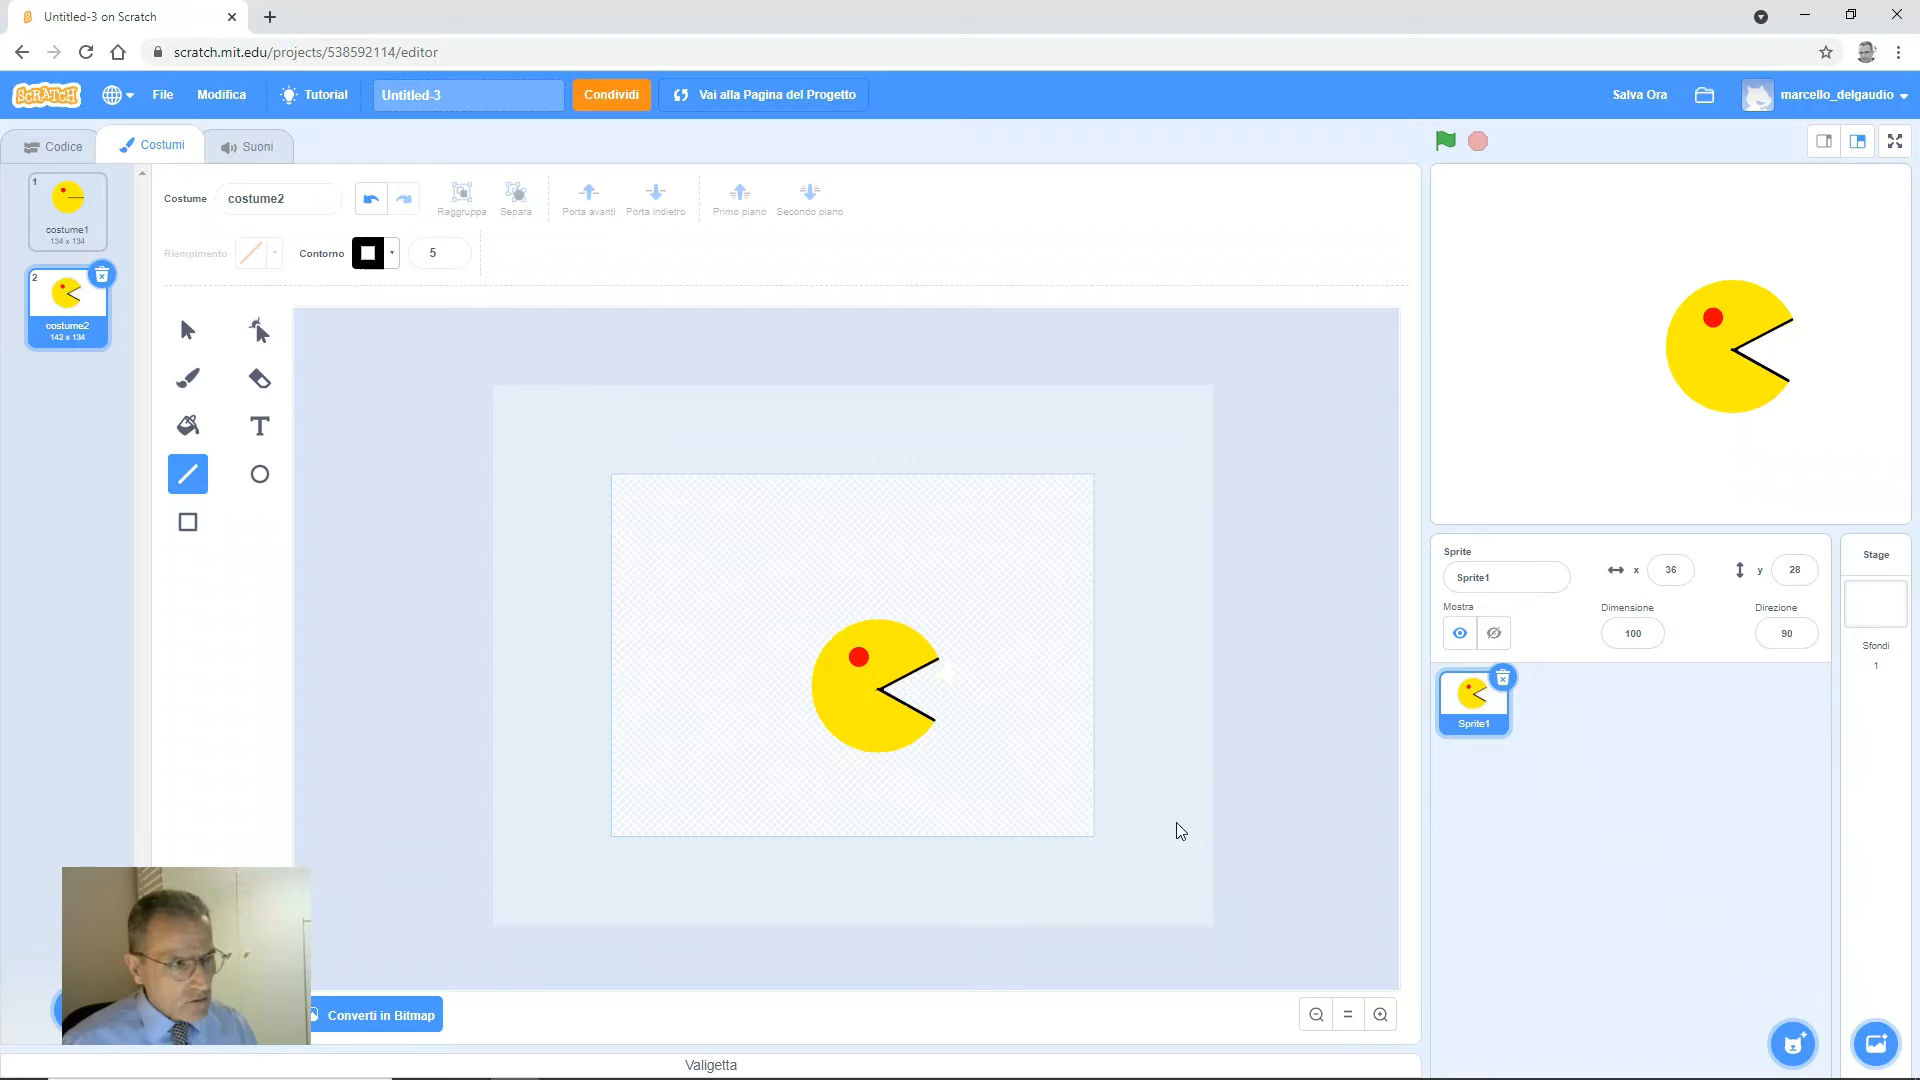 Untitled-3 on Scratch
scratch.mit.edu/projects/538592114/editor
SCRATCH
File
Modifica
Tutorial
Untitled-3
Condividi
Vai alla Pagina del Progetto
Salva Ora
marcello_delgaudio
Codice
Costumi
Suoni
1
costume1
134 x 134
2
costume2
142 x 134
Costume
costume2
Raggruppa
Separa
Porta avanti
Porta indietro
Primo piano
Secondo piano
Riempimento
Contorno
5
T
Converti in Bitmap
Valigetta
Sprite
Sprite1
x
36
y
28
Mostra
Dimensione
100
Direzione
90
Sprite1
Stage
Sfondi
1